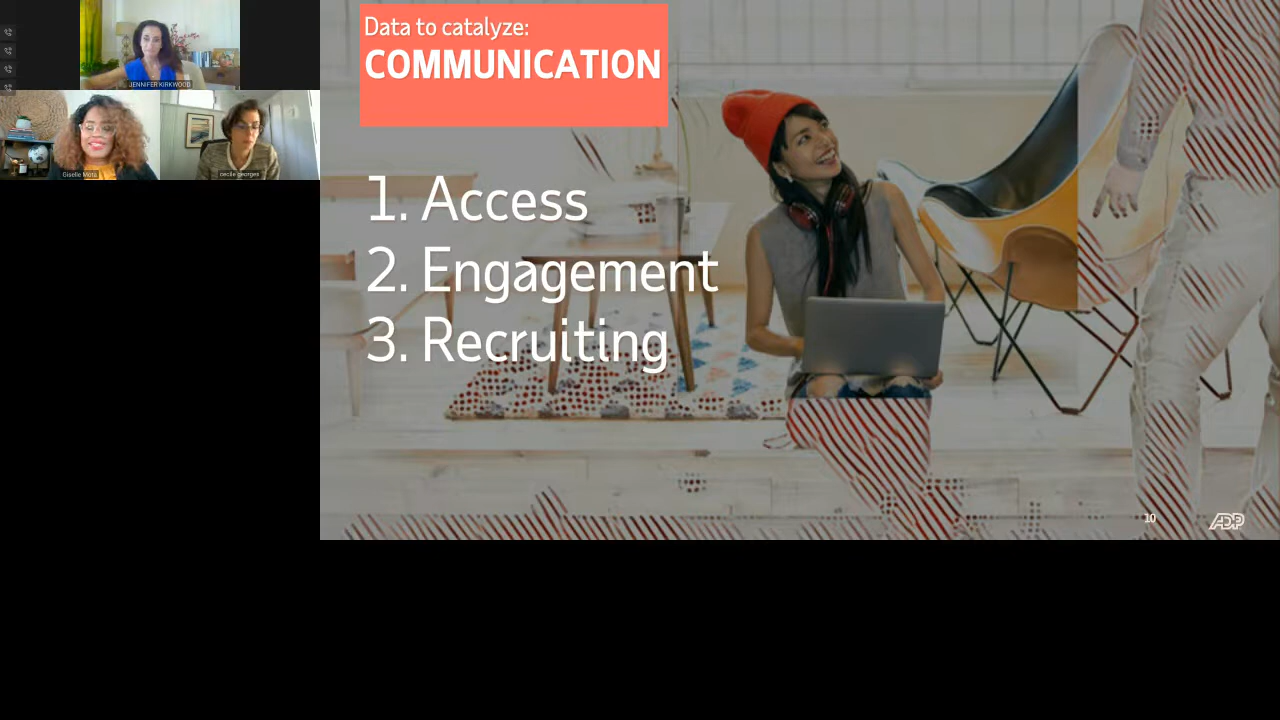 JENNIFER KIRKWOOD
Giselle Mota
cecile georges
Data to catalyze:
COMMUNICATION
1. Access
2. Engagement
3. Recruiting
10
ADP